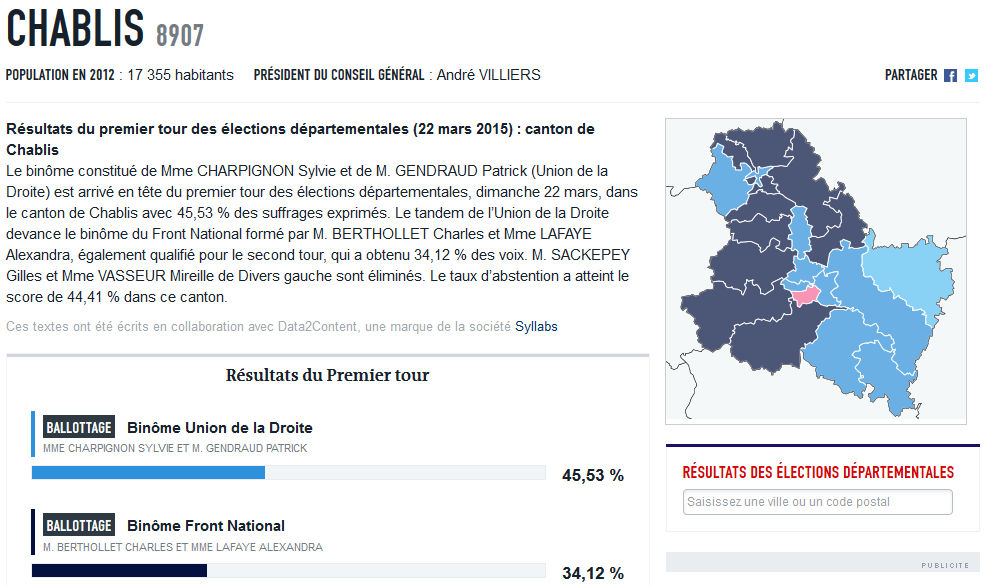 CHABLIS 8907
POPULATION EN 2012 : 17 355 habitants PRÉSIDENT DU CONSEIL GÉNÉRAL : André VILLIERS
PARTAGER
Résultats du premier tour des élections départementales (22 mars 2015) : canton de
Chablis
Le binôme constitué de Mme CHARPIGNON Sylvie et de M. GENDRAUD Patrick (Union de la
Droite) est arrivé en tête du premier tour des élections départementales, dimanche 22 mars, dans
le canton de Chablis avec 45,53 % des suffrages exprimés. Le tandem de l'Union de la Droite
devance le binôme du Front National formé par M. BERTHOLLET Charles et Mme LAFAYE
Alexandra, également qualifié pour le second tour, qui a obtenu 34,12 % des voix. M. SACKEPEY
Gilles et Mme VASSEUR Mireille de Divers gauche sont éliminés. Le taux d'abstention a atteint le
score de 44,41 % dans ce canton.
Ces textes ont été écrits en collaboration avec Data2Content, une marque de la société Syllabs
Résultats du Premier tour
BALLOTTAGE Binôme Union de la Droite
MME CHARPIGNON SYLVIE ET M. GENDRAUD PATRICK
45,53 %
BALLOTTAGE Binôme Front National
M. BERTHOLLET CHARLES ET MME LAFAYE ALEXANDRA
34,12 %
RÉSULTATS DES ÉLECTIONS DÉPARTEMENTALES
Saisissez une ville ou un code postal
PUBLICITÉ